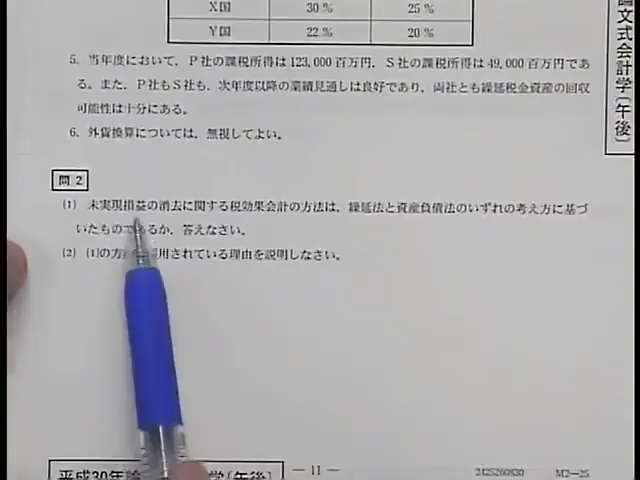 X国 30％ 25％
Y国 22％ 20％
5. 当年度において，P社の課税所得は123,000百万円，S社の課税所得は49,000百万円であ
る。また，P社もS社も，次年度以降の業績見通しは良好であり，両社とも繰延税金資産の回収
可能性は十分にある。
6. 外貨換算については，無視してよい。
問2
(1) 未実現損益の消去に関する税効果会計の方法は，繰延法と資産負債法のいずれの考え方に基づ
いたもので るか，答えなさい。
(2) (1)の方 用されている理由を説明しなさい。
論文式会計学〔午後〕
平成30年論 学〔午後〕
― 11 ―
2425260830 M2―25